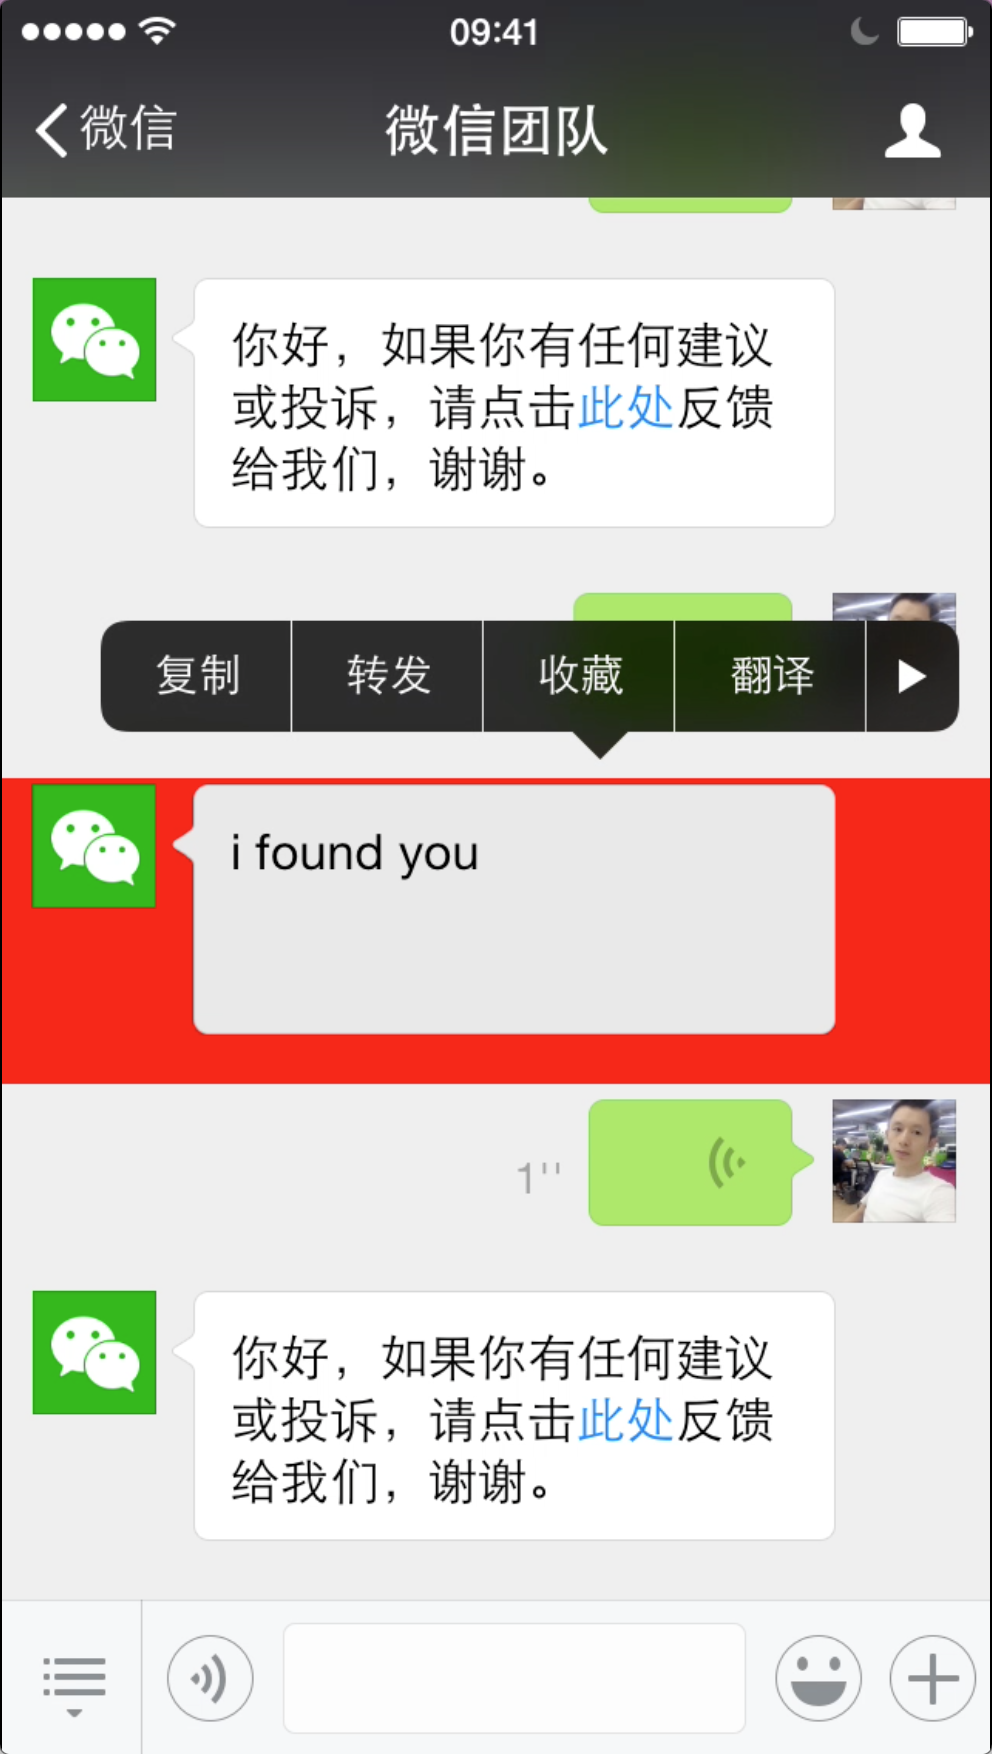 09:41
微信
微信团队
你好，如果你有任何建议
或投诉，请点击此处反馈
给我们，谢谢。
复制
转发
收藏
翻译
i found you
1''
你好，如果你有任何建议
或投诉，请点击此处反馈
给我们，谢谢。